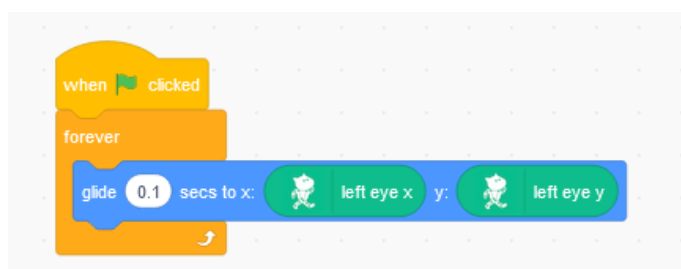 when clicked
forever
glide 0.1 secs to x: left eye x y: left eye y